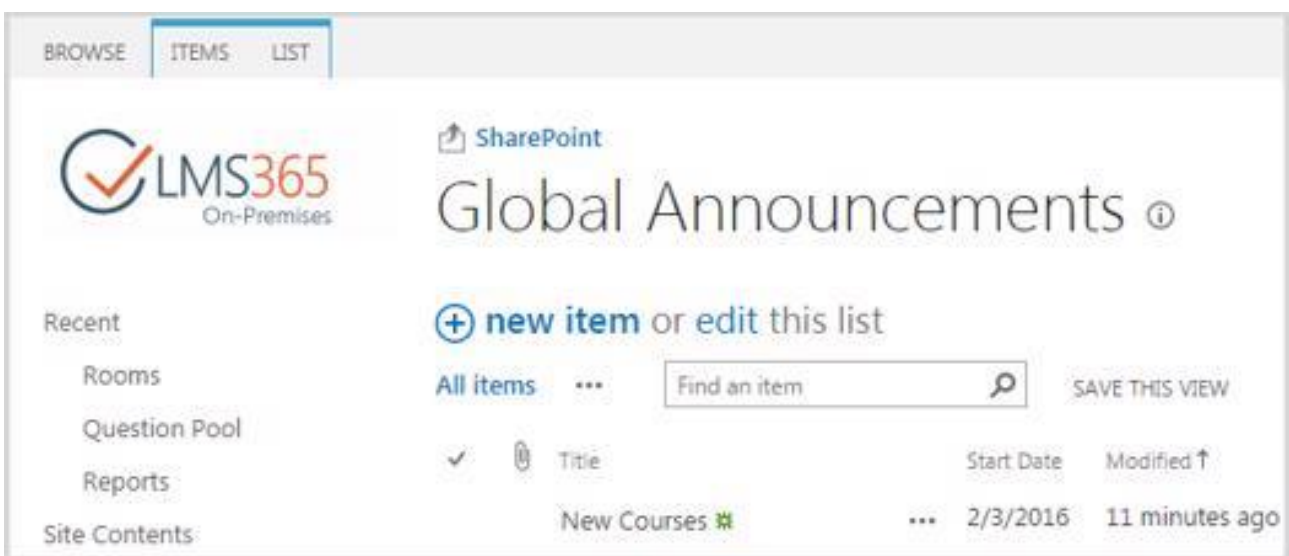 BROWSE ITEMS LIST
LMS365
On-Premises
SharePoint
Global Announcements
Recent
Rooms
Question Pool
Reports
Site Contents
new item or edit this list
All items ••• Find an item SAVE THIS VIEW
Title Start Date Modified
New Courses ••• 2/3/2016 11 minutes ago